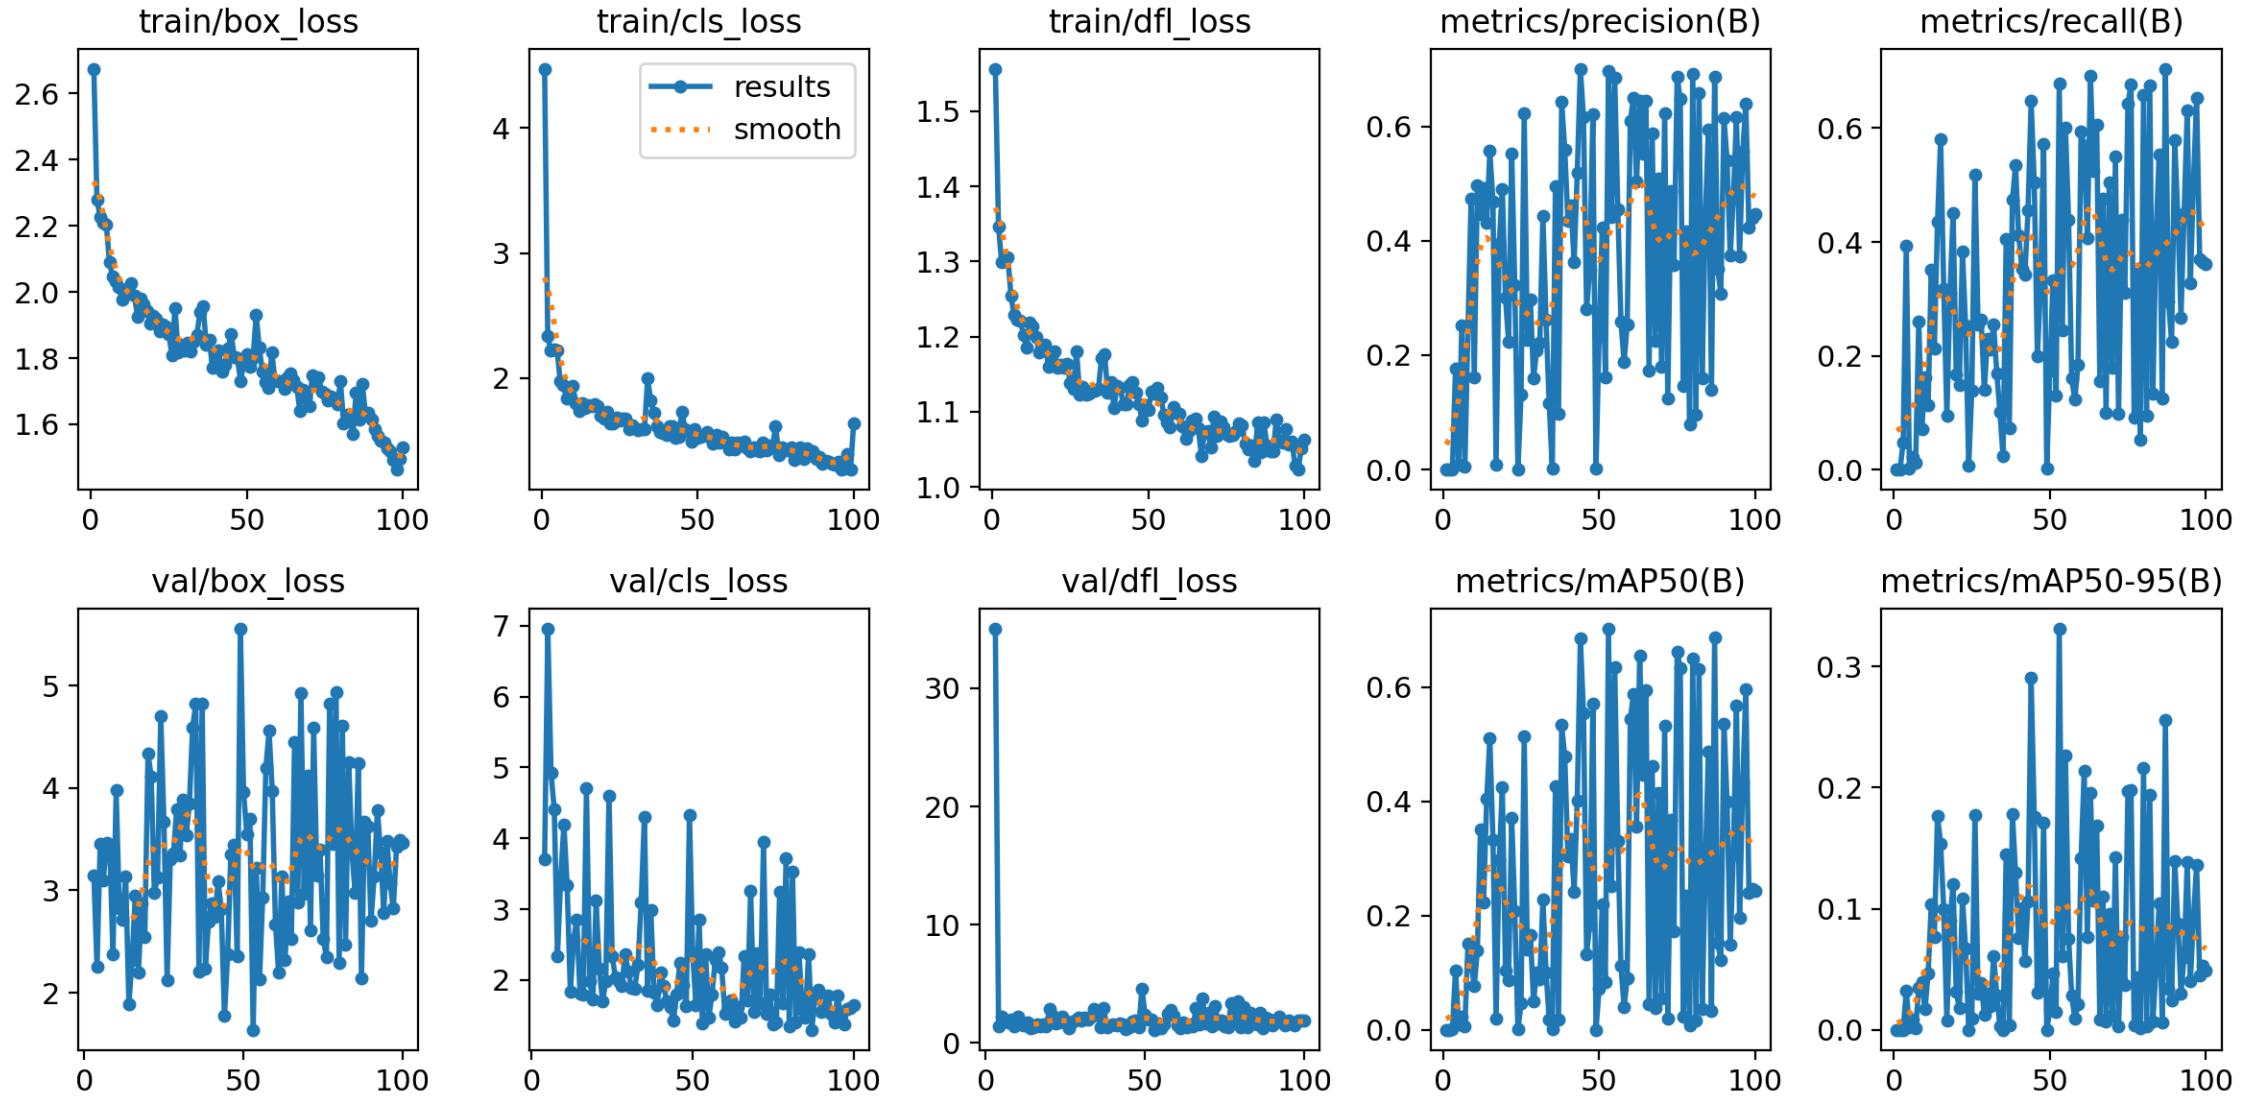 train/box_loss
2.6
2.4
2.2
2.0
1.8
1.6
0 50 100
train/cls_loss
results
smooth
4
3
2
0 50 100
train/dfl_loss
1.5
1.4
1.3
1.2
1.1
1.0
0 50 100
metrics/precision(B)
0.6
0.4
0.2
0.0
0 50 100
metrics/recall(B)
0.6
0.4
0.2
0.0
0 50 100
val/box_loss
5
4
3
2
0 50 100
val/cls_loss
7
6
5
4
3
2
0 50 100
val/dfl_loss
30
20
10
0
0 50 100
metrics/mAP50(B)
0.6
0.4
0.2
0.0
0 50 100
metrics/mAP50-95(B)
0.3
0.2
0.1
0.0
0 50 100